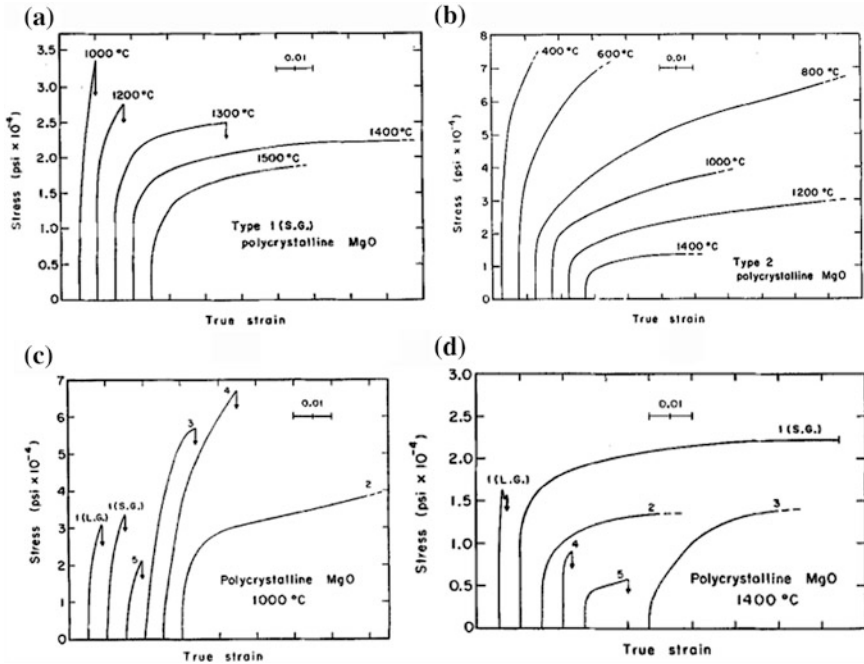 (a)
3.5
3.0
2.5
2.0
1.5
1.0
0.5
0
Stress (psi × 10⁻⁴)
1000 °C
1200 °C
1300 °C
1400 °C
1500 °C
0.01
Type 1 (S.G.)
polycrystalline MgO
True strain
(b)
8
7
6
5
4
3
2
1
0
Stress (psi × 10⁻⁴)
400 °C
600 °C
0.01
800 °C
1000 °C
1200 °C
1400 °C
Type 2
polycrystalline MgO
True strain
(c)
7
6
5
4
3
2
1
0
Stress (psi × 10⁻⁴)
1 (L.G.)
1 (S.G.)
5
3
4
2
0.01
Polycrystalline MgO
1000 °C
True strain
(d)
3.0
2.5
2.0
1.5
1.0
0.5
0
Stress (psi × 10⁻⁴)
0.01
1 (S.G.)
1 (L.G.)
2
3
4
5
Polycrystalline MgO
1400 °C
True strain